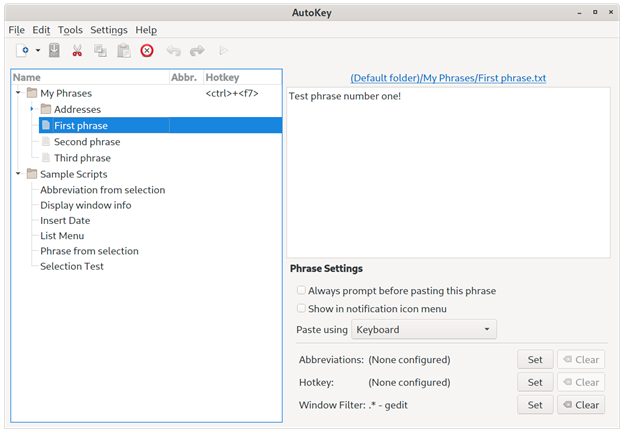 AutoKey
File Edit Tools Settings Help
Name Abbr. Hotkey
My Phrases <ctrl>+<f7>
Addresses
First phrase
Second phrase
Third phrase
Sample Scripts
Abbreviation from selection
Display window info
Insert Date
List Menu
Phrase from selection
Selection Test
(Default folder)/My Phrases/First phrase.txt
Test phrase number one!
Phrase Settings
Always prompt before pasting this phrase
Show in notification icon menu
Paste using Keyboard
Abbreviations: (None configured) Set Clear
Hotkey: (None configured) Set Clear
Window Filter: .* - gedit Set Clear